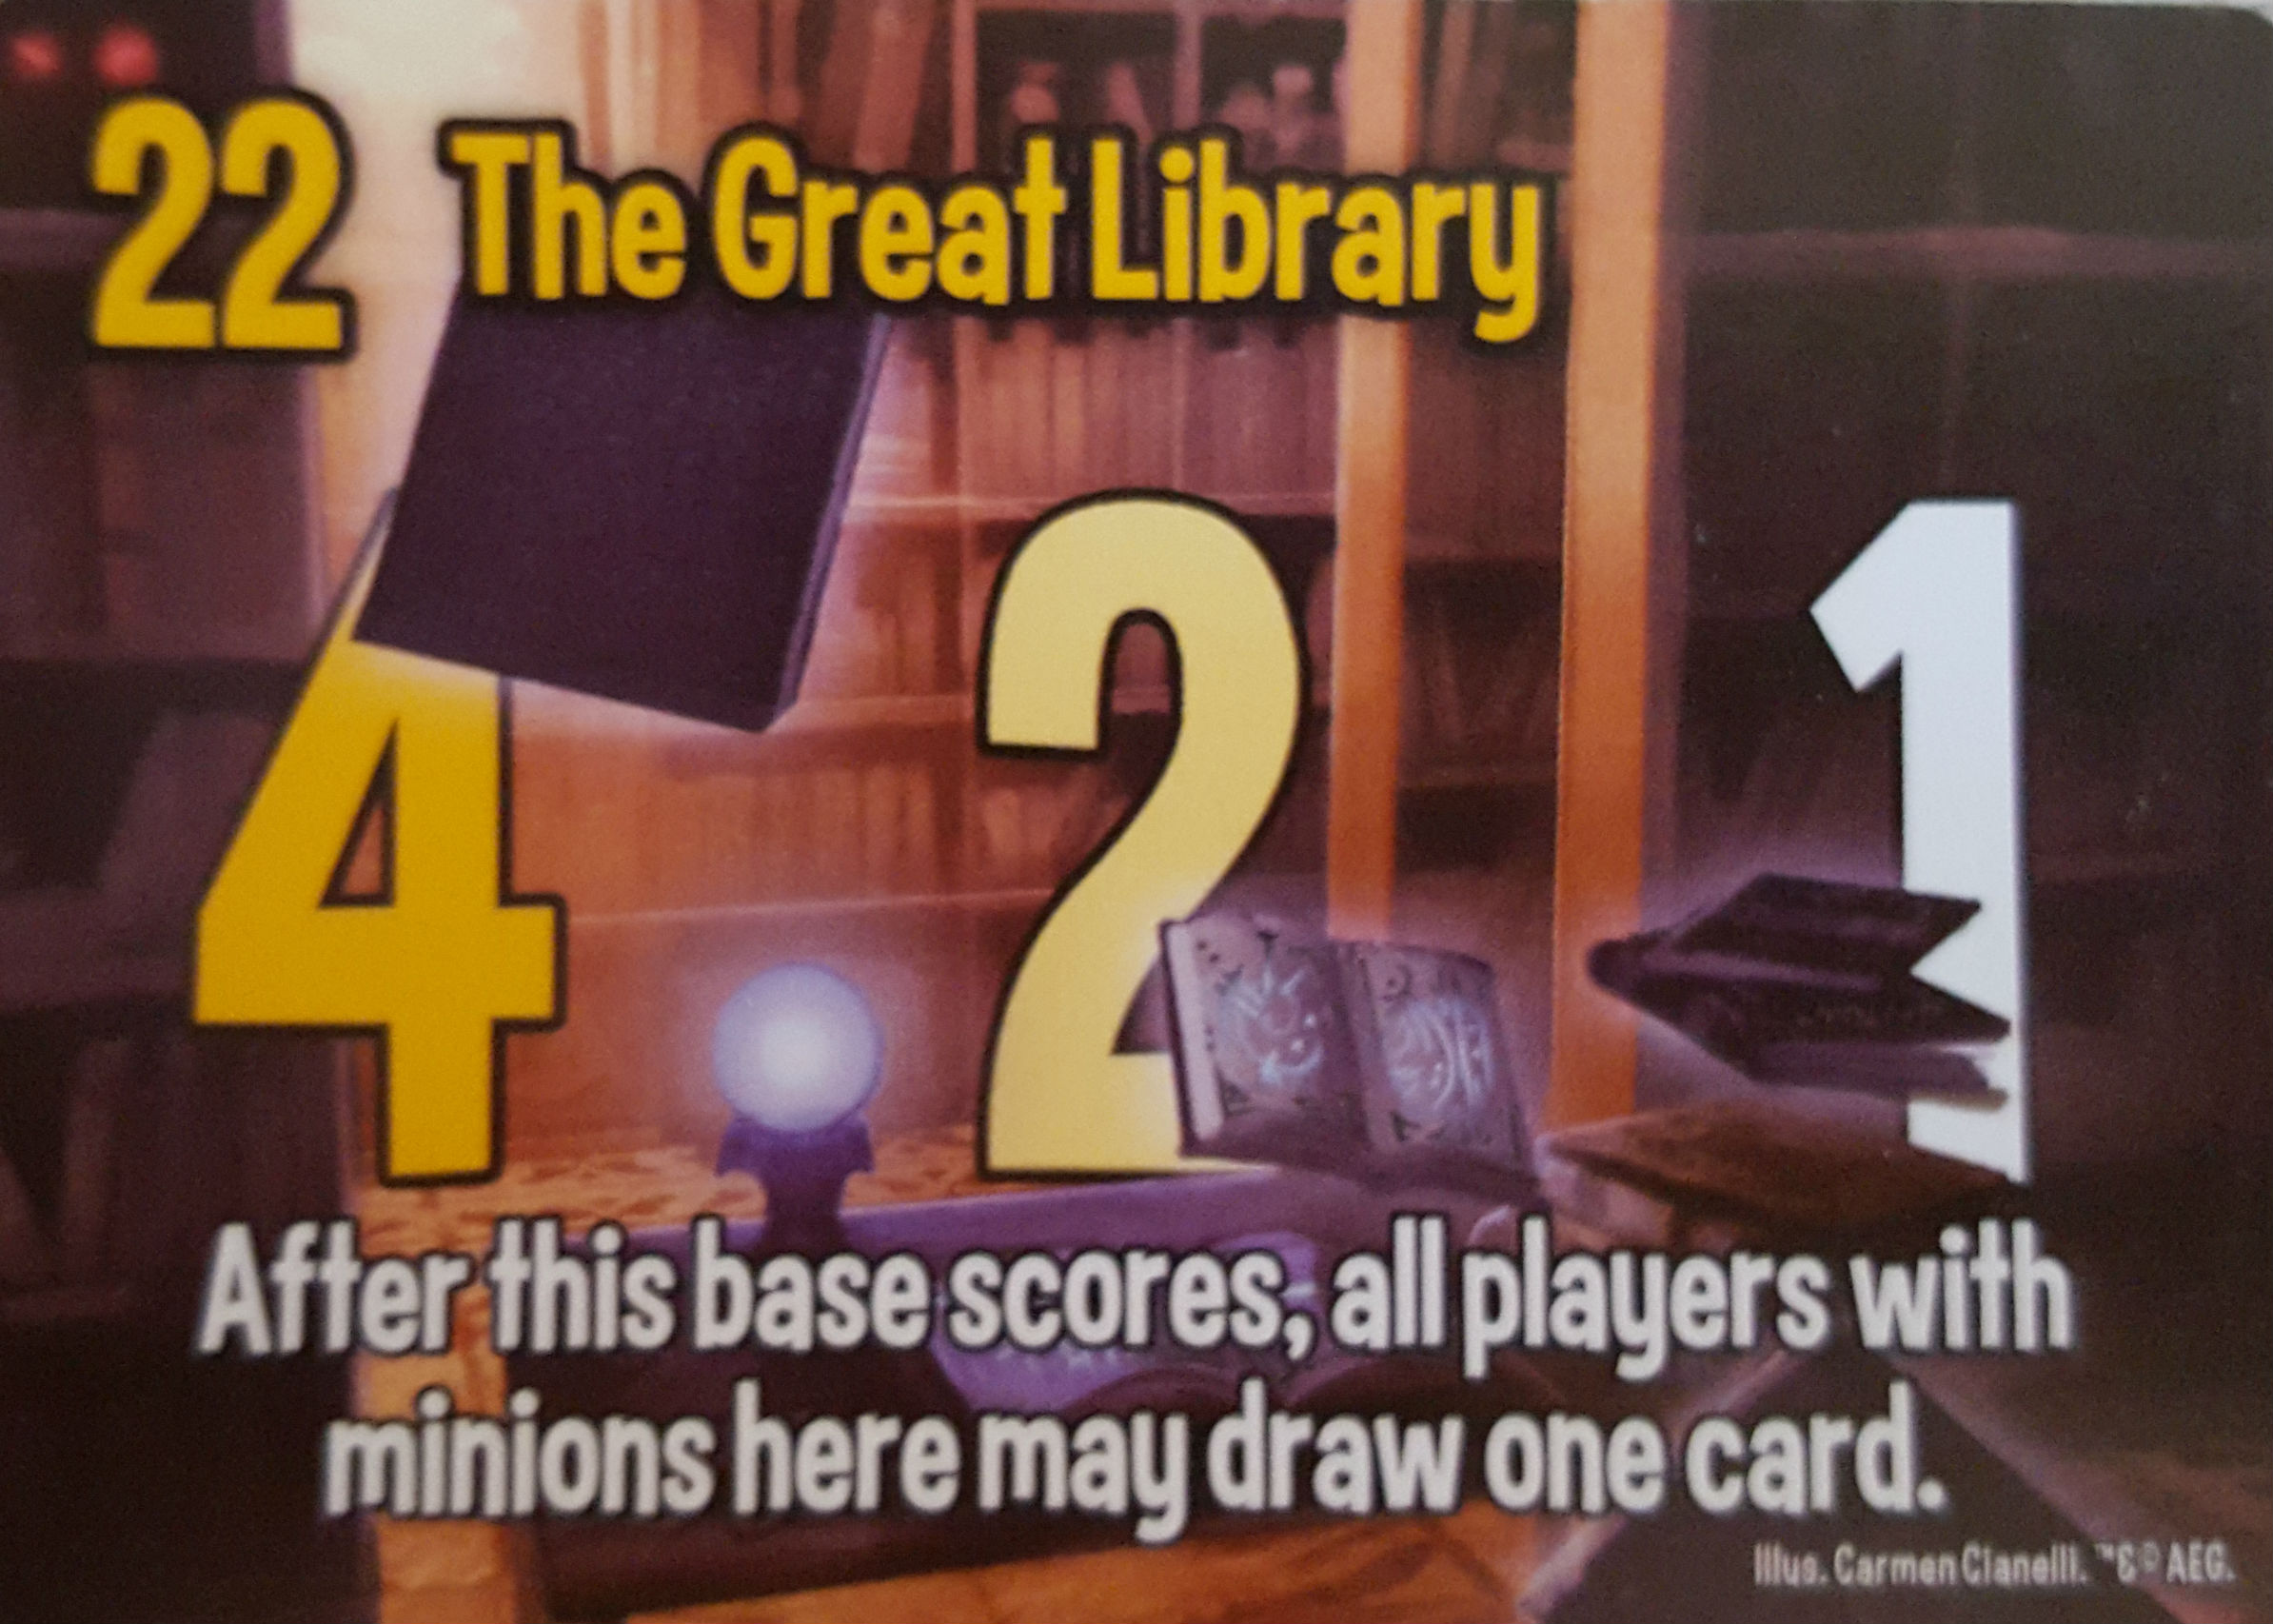 22 The Great Library
4 2 1
After this base scores, all players with
minions here may draw one card.
Illus. Carmen Cianelli. ™&© AEG.